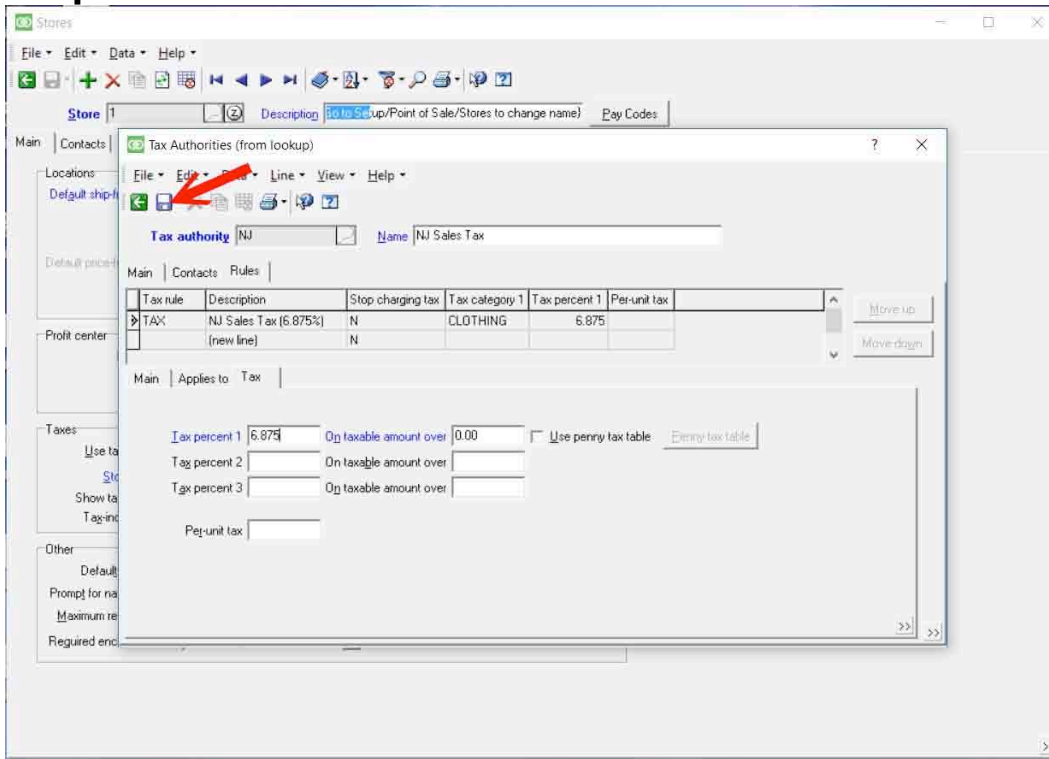 Stores
File Edit Data Help
Store 1 Description Go to Setup/Point of Sale/Stores to change name) Pay Codes
Main Contacts
Tax Authorities (from lookup) ? X
Locations
File Edit Line View Help
Default ship-f
Tax authority NJ Name NJ Sales Tax
Default price-f
Main Contacts Rules
Tax rule Description Stop charging tax Tax category 1 Tax percent 1 Per-unit tax
TAX NJ Sales Tax (6.875%) N CLOTHING 6.875
(new line) N
Move up
Move down
Profit center
Main Applies to Tax
Taxes
Use ta
Sto
Show ta
Tax-inc
Tax percent 1 6.875 On taxable amount over 0.00 Use penny tax table Penny tax table
Tax percent 2 On taxable amount over
Tax percent 3 On taxable amount over
Per-unit tax
Other
Default
Prompt for na
Maximum re
Required enc
>> >>